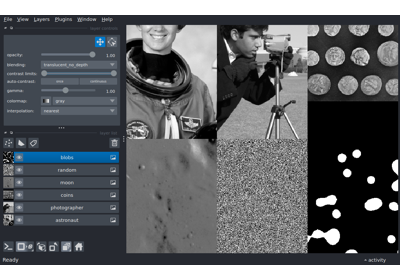 File View Layers Plugins Window Help
opacity: 1.00
blending: translucent_no_depth
contrast limits:
auto-contrast: once continuous
gamma: 1.00
colormap: gray
interpolation: nearest
blobs
random
moon
coins
photographer
astronaut
Ready activity